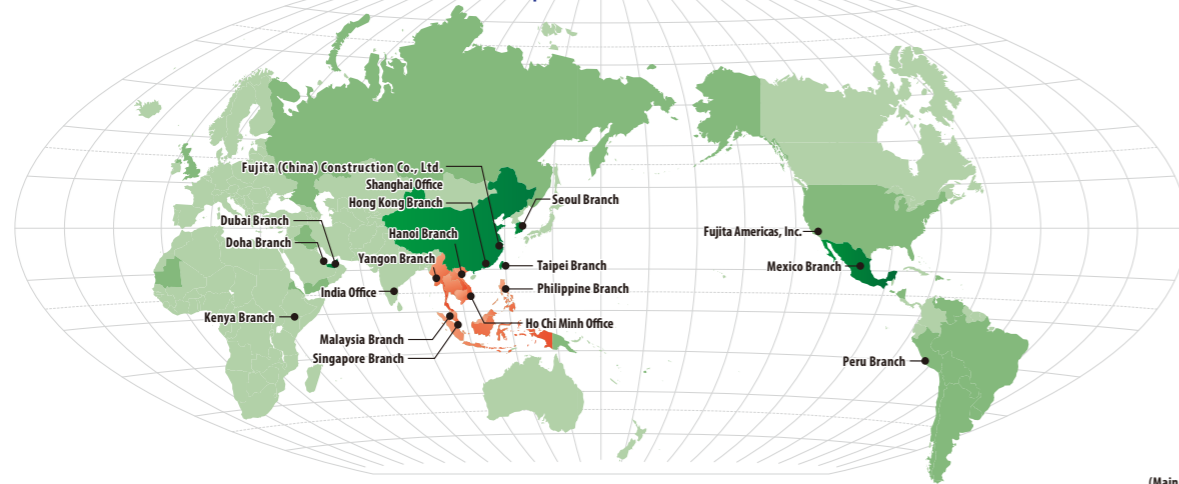 Fujita (China) Construction Co., Ltd.
Shanghai Office
Hong Kong Branch
Seoul Branch
Dubai Branch
Doha Branch
Hanoi Branch
Yangon Branch
Fujita Americas, Inc.
Mexico Branch
Taipei Branch
India Office
Philippine Branch
Kenya Branch
Ho Chi Minh Office
Malaysia Branch
Singapore Branch
Peru Branch
(Main